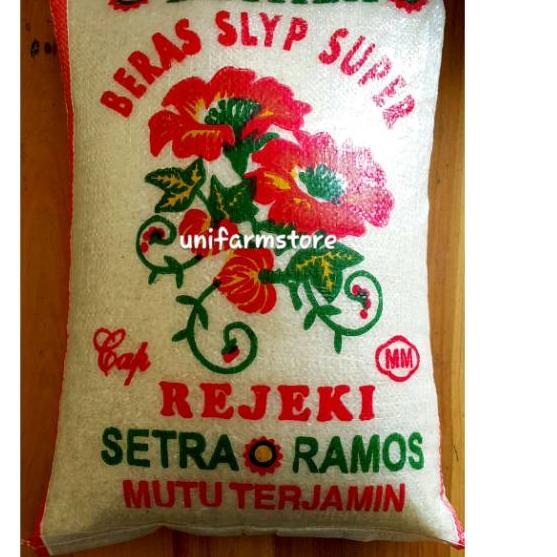 BERAS SLYP SUPER
unifarmstore
Cap
MM
REJEKI
SETRA RAMOS
MUTU TERJAMIN